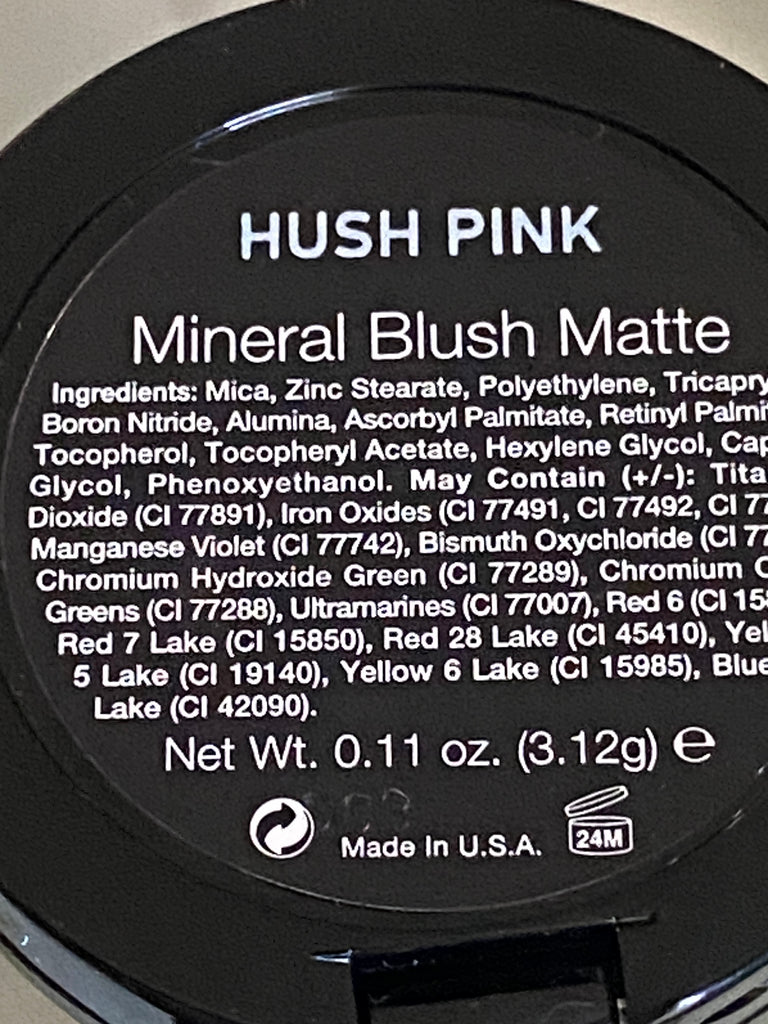 HUSH PINK
Mineral Blush Matte
Ingredients: Mica, Zinc Stearate, Polyethylene,
Boron Nitride, Alumina, Ascorbyl Palmitate, Retinyl
Tocopherol, Tocopheryl Acetate, Hexylene Glycol,
Glycol, Phenoxyethanol. May Contain (+/-):
Dioxide (CI 77891), Iron Oxides (CI 77491, CI 77492, CI
Manganese Violet (CI 77742), Bismuth Oxychloride (CI
Chromium Hydroxide Green (CI 77289), Chromium
Greens (CI 77288), Ultramarines (CI 77007), Red 6 (CI
Red 7 Lake (CI 15850), Red 28 Lake (CI 45410),
5 Lake (CI 19140), Yellow 6 Lake (CI 15985), Blue
Lake (CI 42090).
Net Wt. 0.11 oz. (3.12g) e
Made In U.S.A. 24M